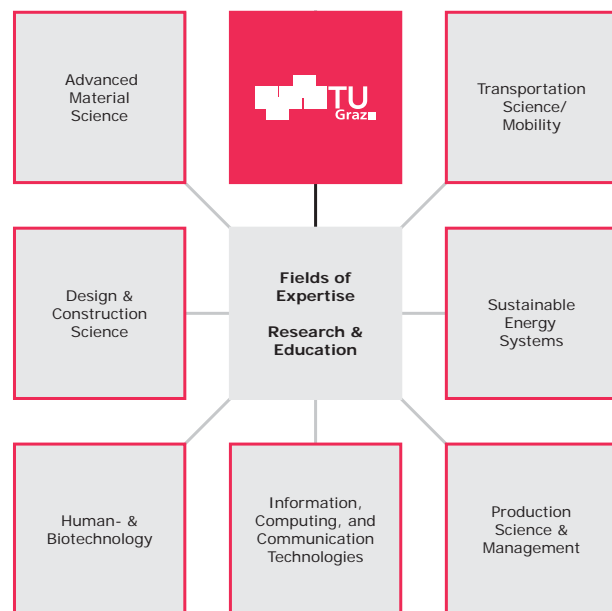 Advanced
Material
Science
TU
Graz
Transportation
Science/
Mobility
Design &
Construction
Science
Fields of
Expertise
Research &
Education
Sustainable
Energy
Systems
Human- &
Biotechnology
Information,
Computing, and
Communication
Technologies
Production
Science &
Management